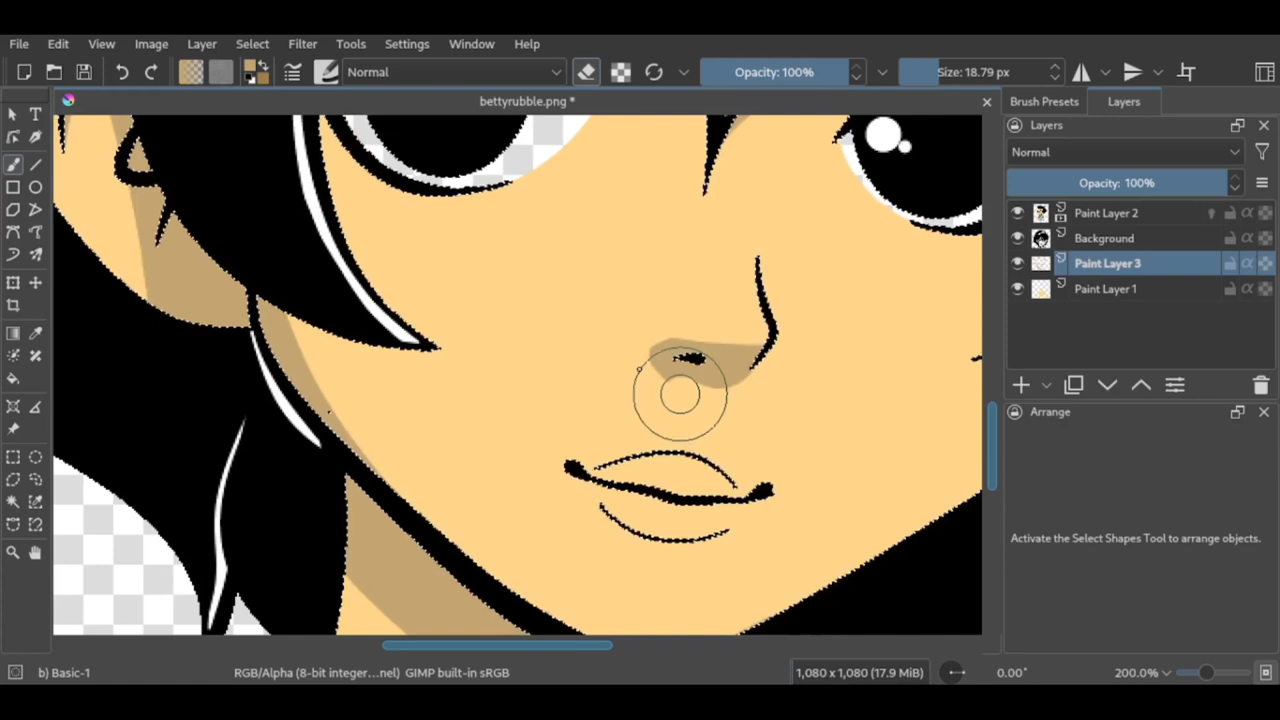 File Edit View Image Layer Select Filter Tools Settings Window Help
Normal Opacity: 100% Size: 18.79 px
bettyrubble.png *
Brush Presets Layers
Layers
Normal
Opacity: 100%
Paint Layer 2
Background
Paint Layer 3
Paint Layer 1
Arrange
Activate the Select Shapes Tool to arrange objects.
b) Basic-1 RGB/Alpha (8-bit integer...nel) GIMP built-in sRGB 1,080 x 1,080 (17.9 MiB) 0.00° 200.0%